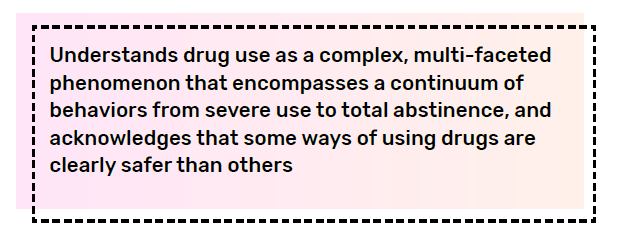 Understands drug use as a complex, multi-faceted
phenomenon that encompasses a continuum of
behaviors from severe use to total abstinence, and
acknowledges that some ways of using drugs are
clearly safer than others